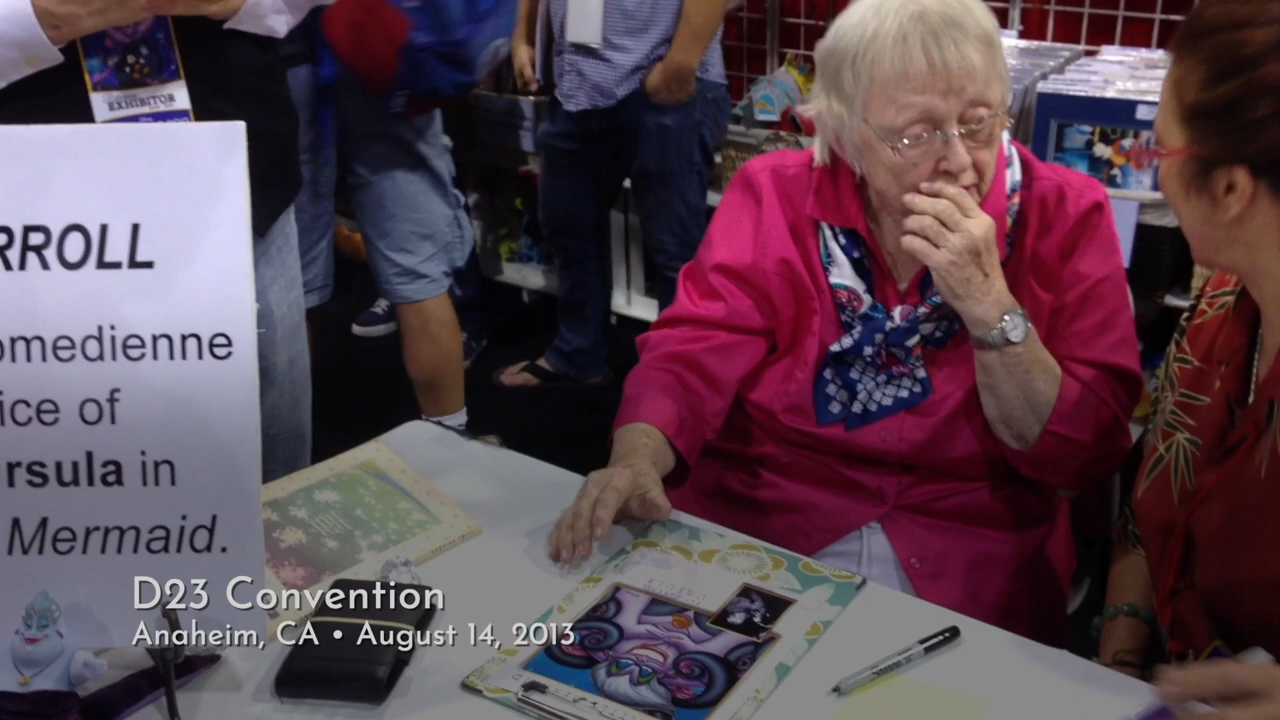 EXHIBITOR
RROLL
omedienne
ice of
rsula in
Mermaid.
D23 Convention
Anaheim, CA • August 14, 2013